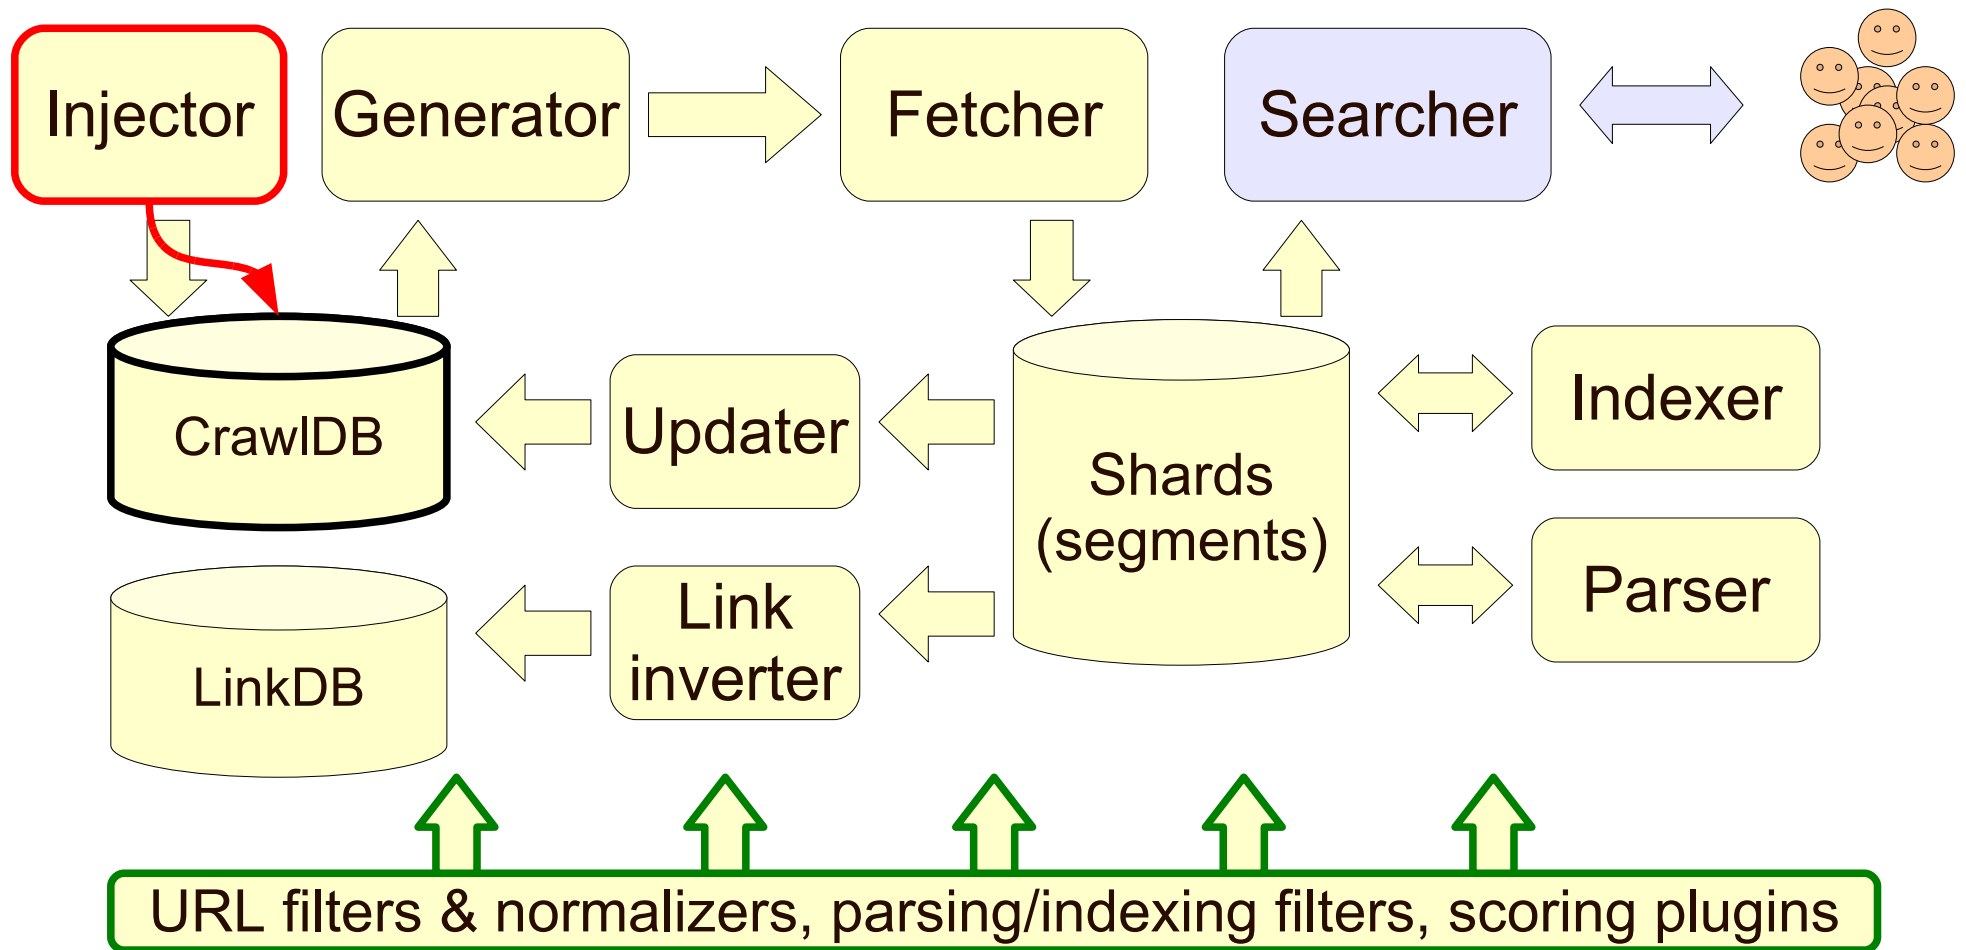 Injector
Generator
Fetcher
Searcher
CrawlDB
Updater
Shards
(segments)
Indexer
LinkDB
Link
inverter
Parser
URL filters & normalizers, parsing/indexing filters, scoring plugins